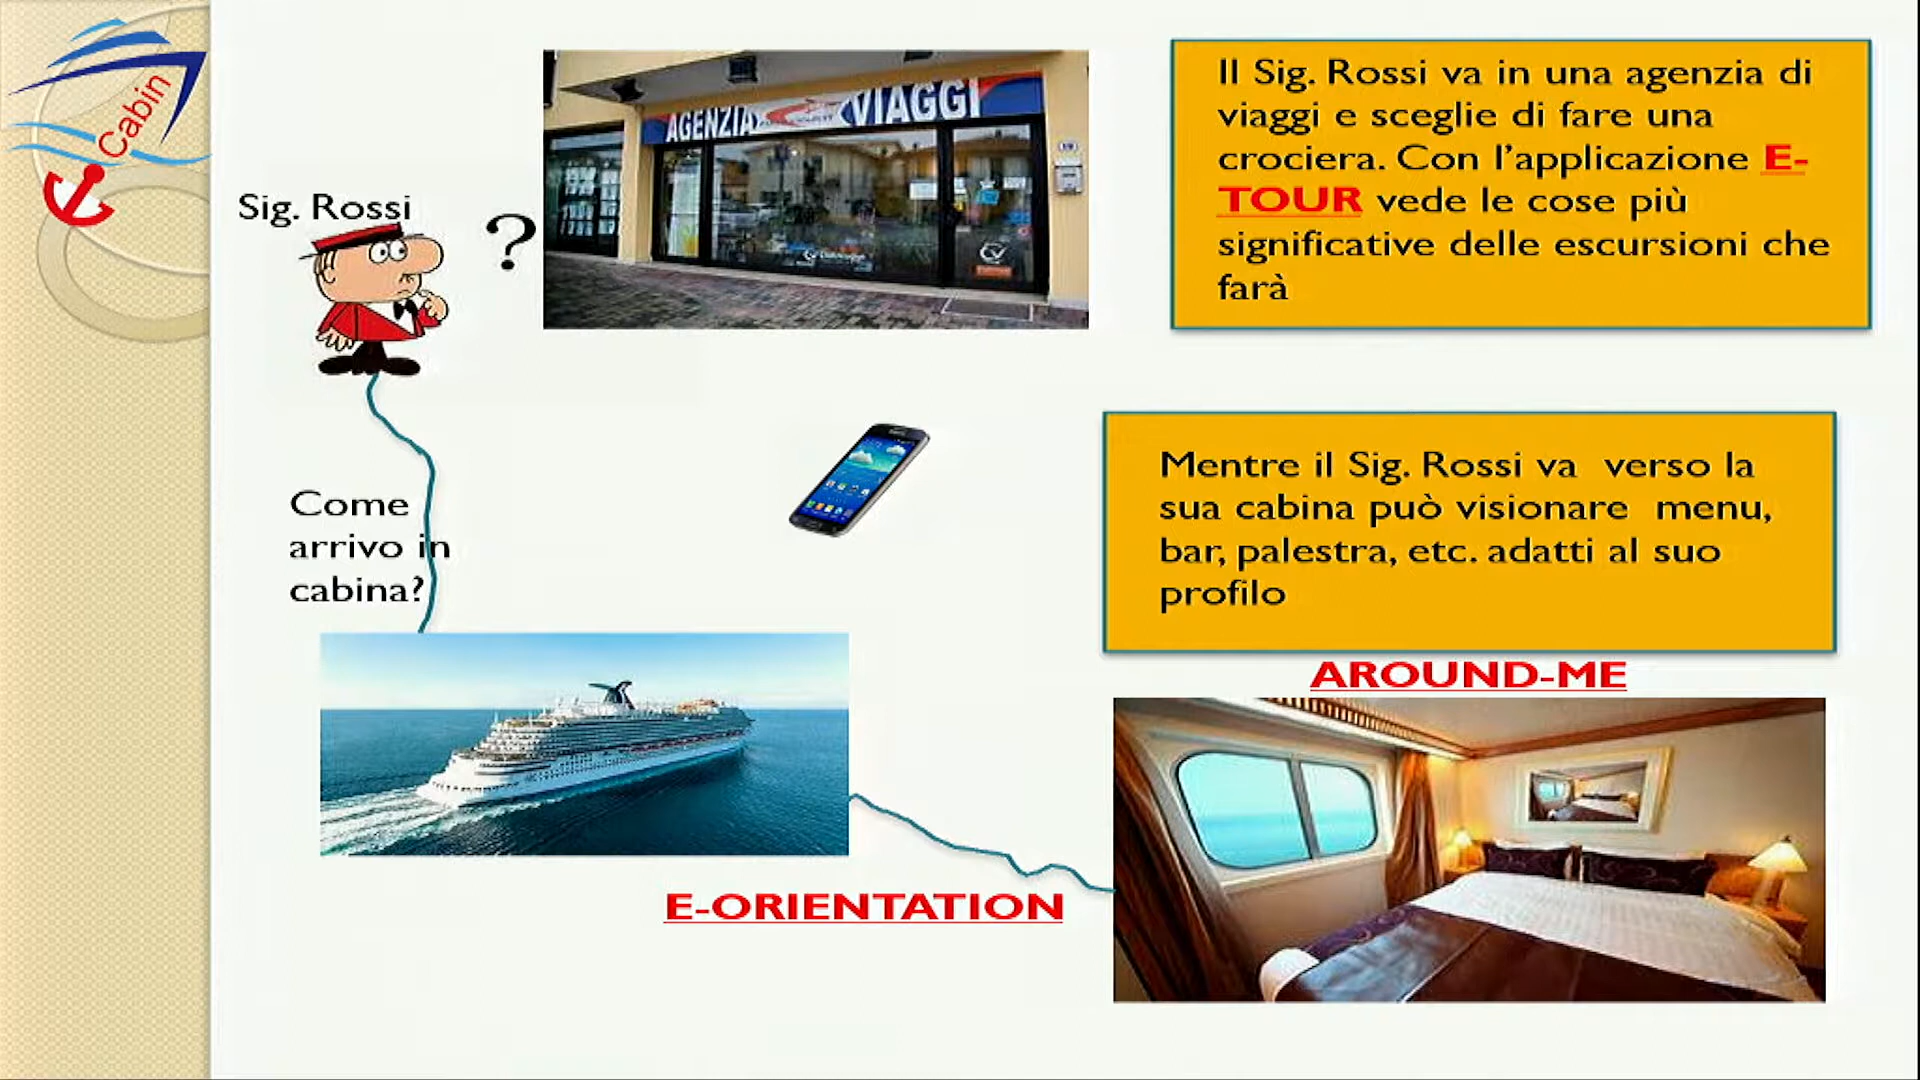 Cabin
Sig. Rossi
?
AGENZIA VIAGGI
Il Sig. Rossi va in una agenzia di
viaggi e sceglie di fare una
crociera. Con l'applicazione E-
TOUR vede le cose più
significative delle escursioni che
farà
Come
arrivo in
cabina?
Mentre il Sig. Rossi va verso la
sua cabina può visionare menu,
bar, palestra, etc. adatti al suo
profilo
AROUND-ME
E-ORIENTATION